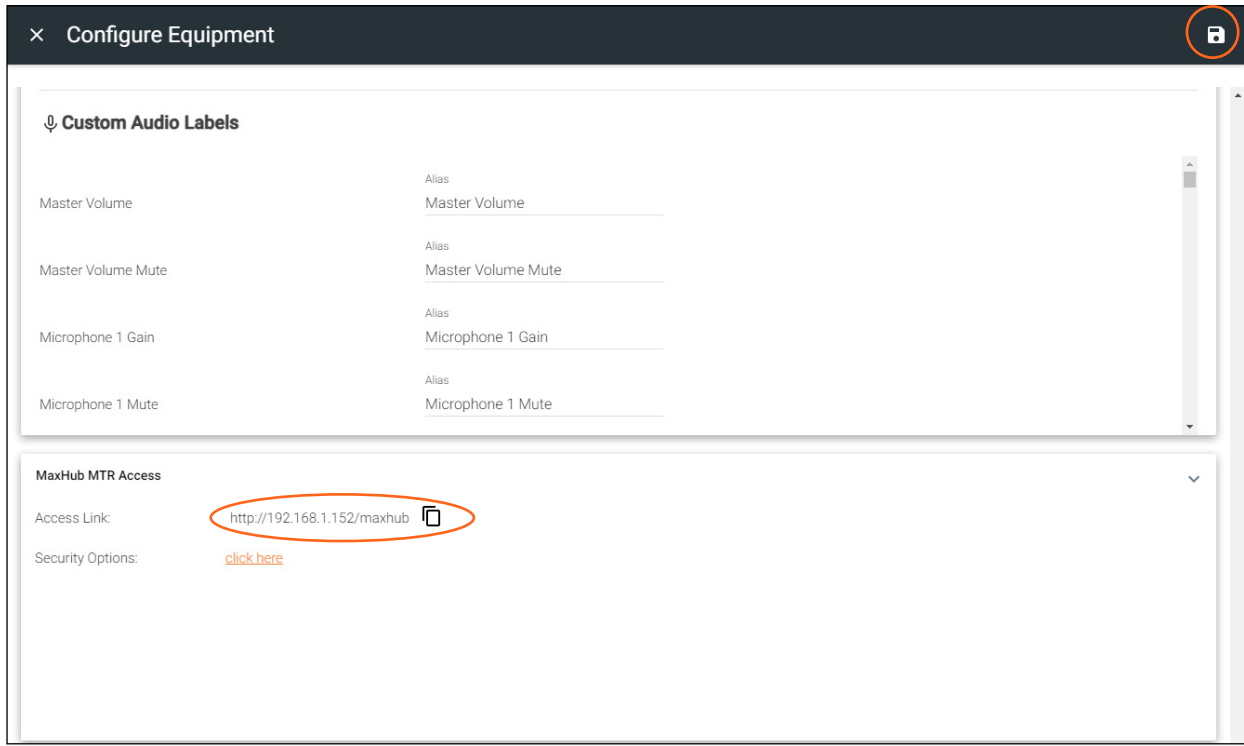 Configure Equipment
Custom Audio Labels
Alias
Master Volume Master Volume
Alias
Master Volume Mute Master Volume Mute
Alias
Microphone 1 Gain Microphone 1 Gain
Alias
Microphone 1 Mute Microphone 1 Mute
MaxHub MTR Access
Access Link: http://192.168.1.152/maxhub
Security Options: click here